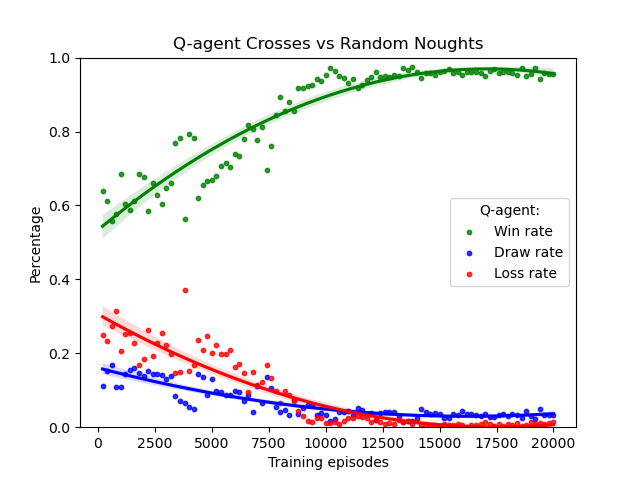 Q-agent Crosses vs Random Noughts
1.0
0.8
0.6
0.4
0.2
0.0
Percentage
Q-agent:
Win rate
Draw rate
Loss rate
0 2500 5000 7500 10000 12500 15000 17500 20000
Training episodes